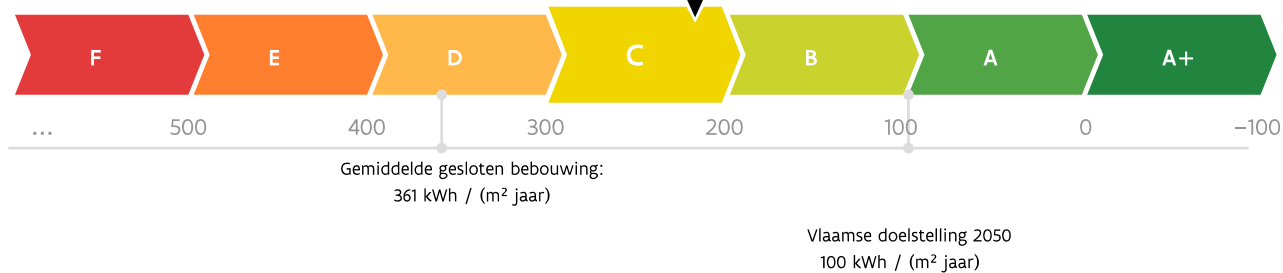 F E D C B A A+
... 500 400 300 200 100 0 −100
Gemiddelde gesloten bebouwing:
361 kWh / (m² jaar)
Vlaamse doelstelling 2050
100 kWh / (m² jaar)